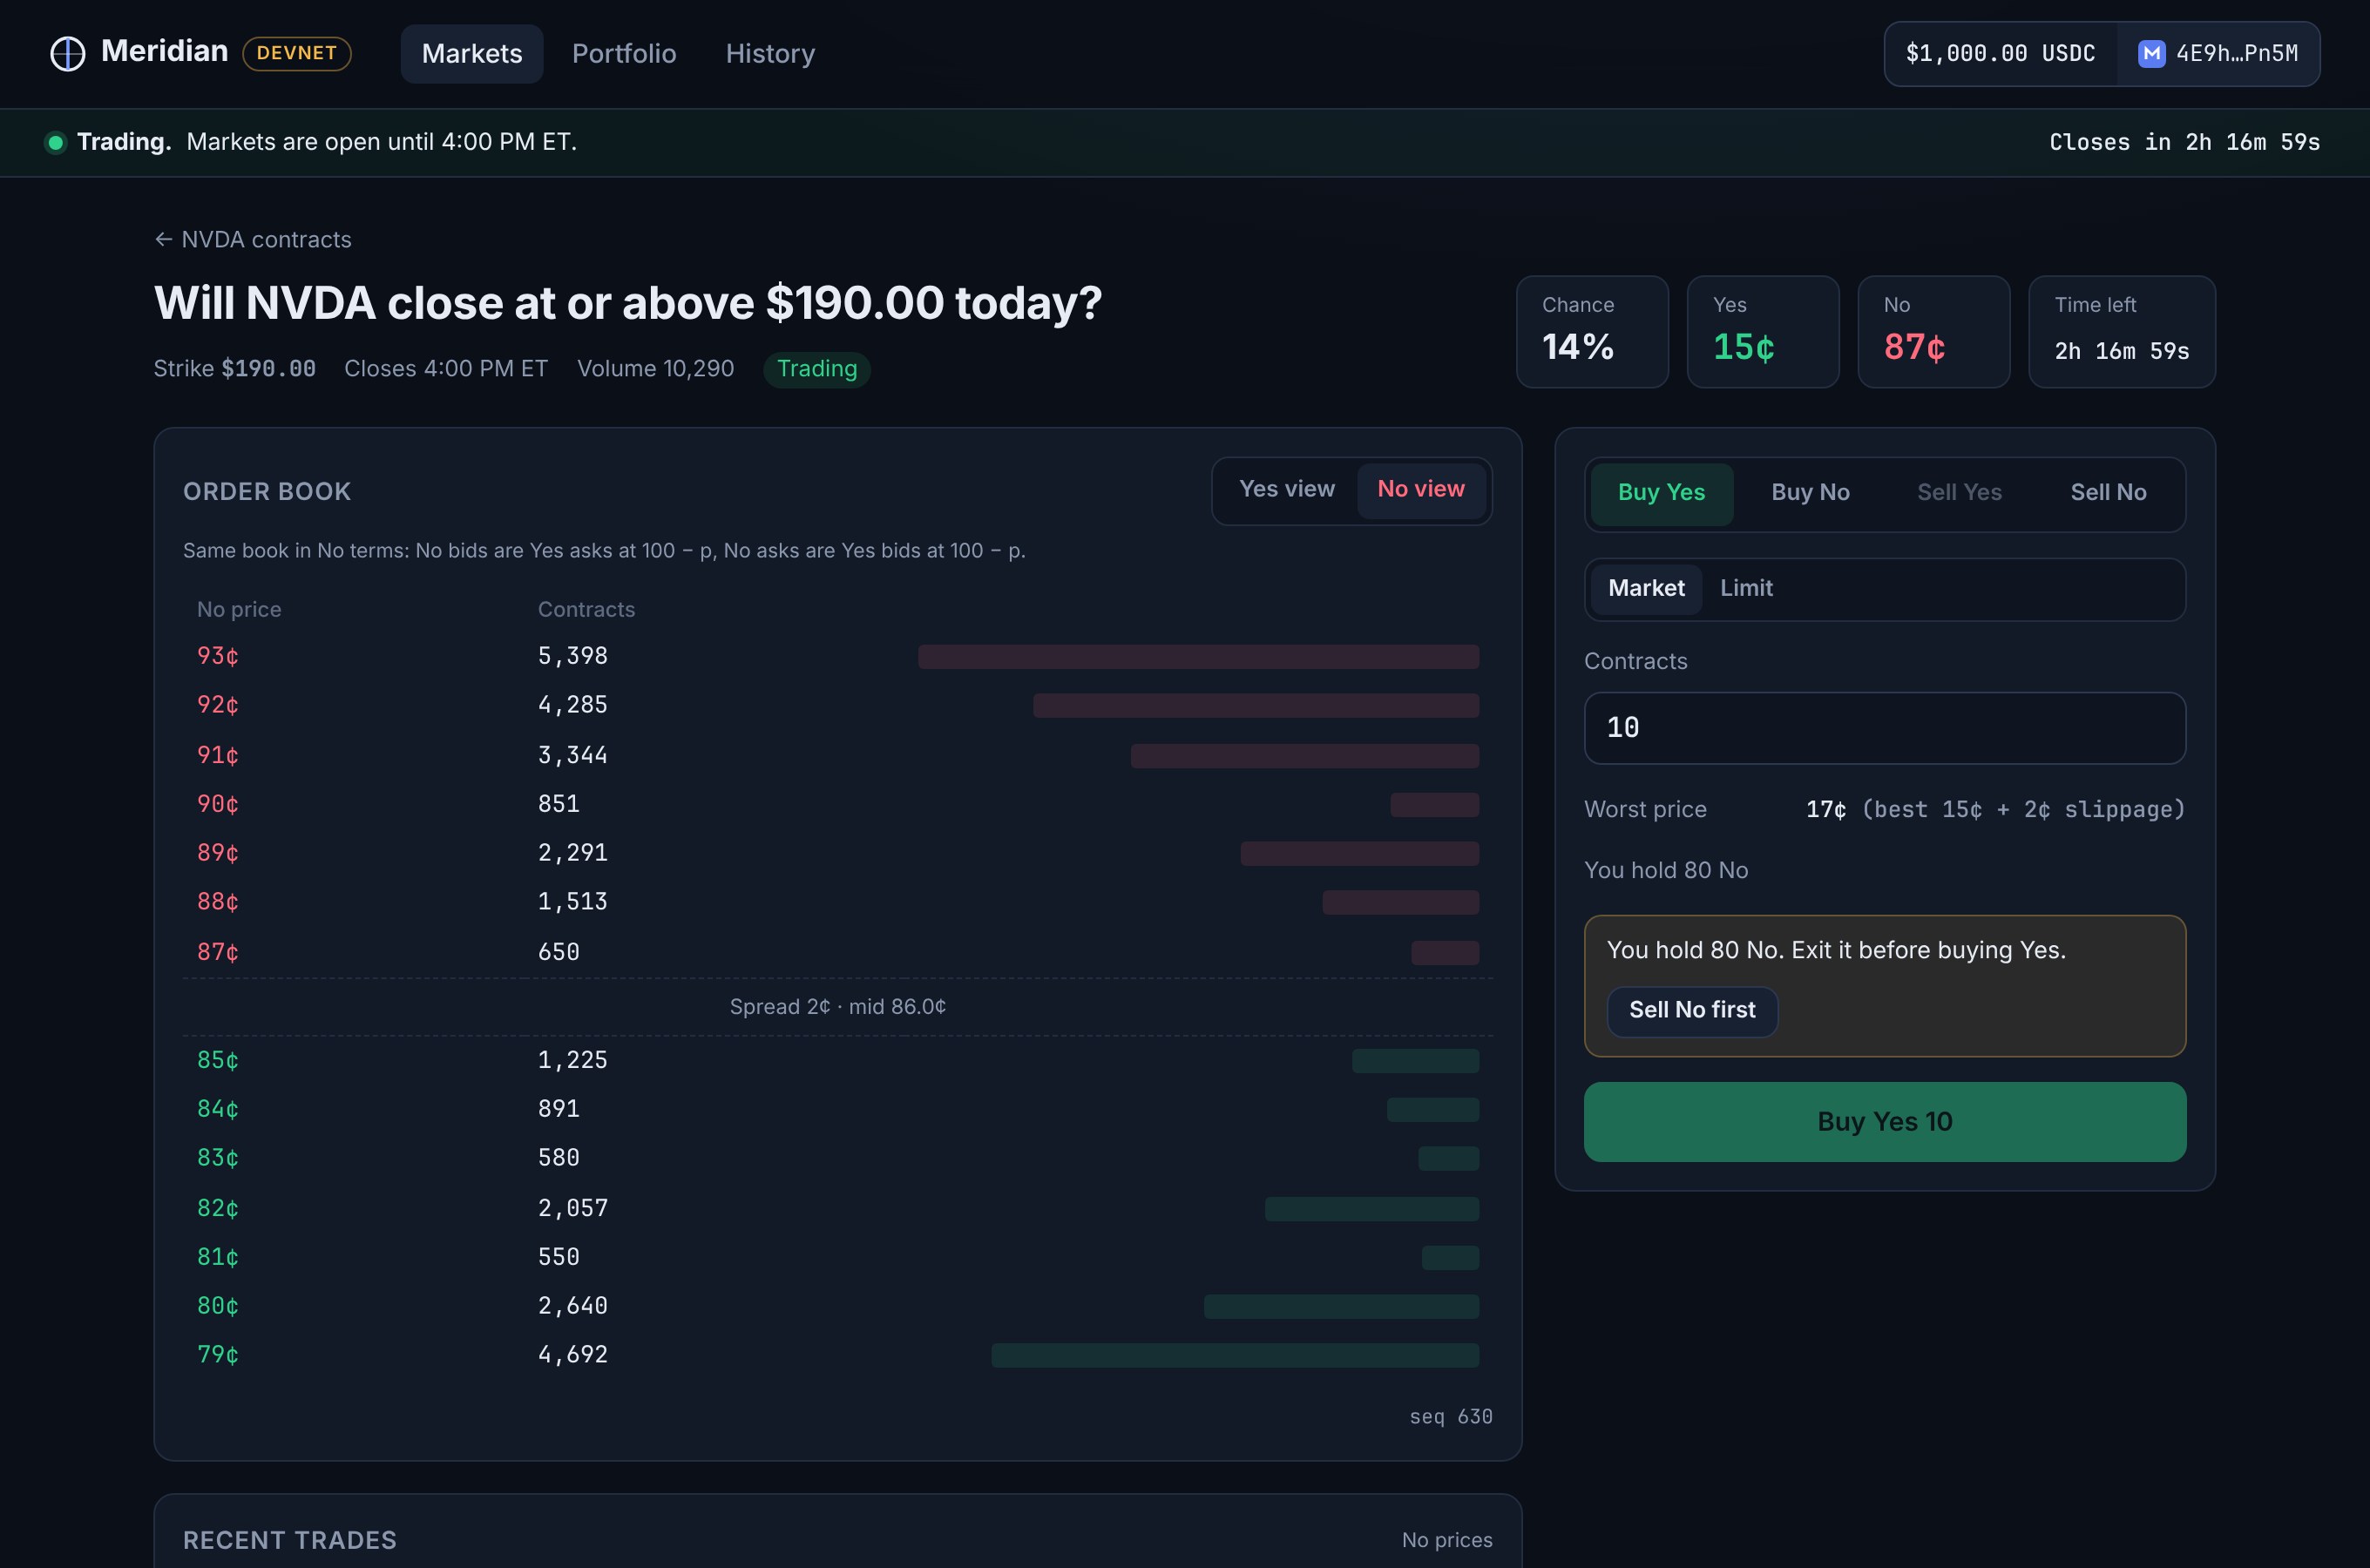 Meridian DEVNET Markets Portfolio History $1,000.00 USDC 4E9h…Pn5M
Trading. Markets are open until 4:00 PM ET. Closes in 2h 16m 59s
← NVDA contracts
Will NVDA close at or above $190.00 today?
Strike $190.00 Closes 4:00 PM ET Volume 10,290 Trading
Chance
14%
Yes
15¢
No
87¢
Time left
2h 16m 59s
ORDER BOOK Yes view No view
Same book in No terms: No bids are Yes asks at 100 − p, No asks are Yes bids at 100 − p.
No price Contracts
93¢ 5,398
92¢ 4,285
91¢ 3,344
90¢ 851
89¢ 2,291
88¢ 1,513
87¢ 650
Spread 2¢ · mid 86.0¢
85¢ 1,225
84¢ 891
83¢ 580
82¢ 2,057
81¢ 550
80¢ 2,640
79¢ 4,692
seq 630
Buy Yes Buy No Sell Yes Sell No
Market Limit
Contracts
10
Worst price 17¢ (best 15¢ + 2¢ slippage)
You hold 80 No
You hold 80 No. Exit it before buying Yes.
Sell No first
Buy Yes 10
RECENT TRADES No prices